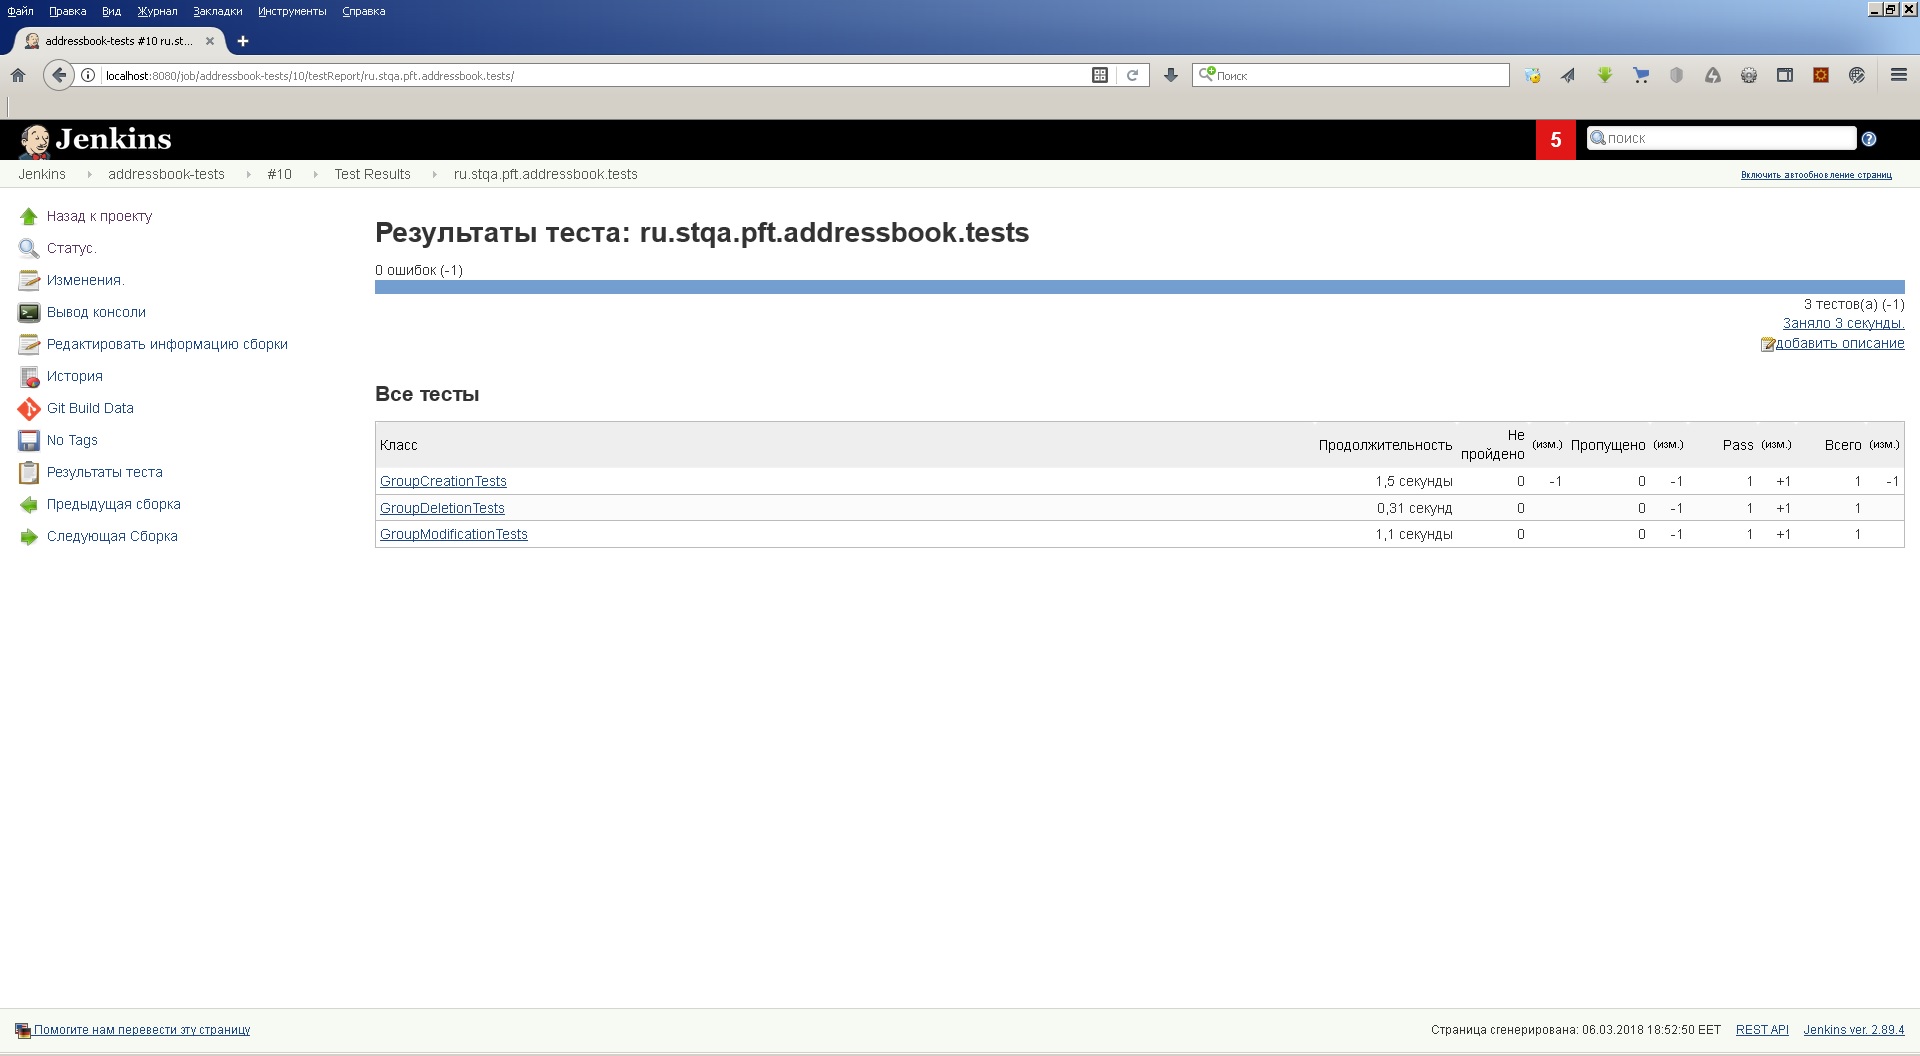 Файл Правка Вид Журнал Закладки Инструменты Справка
addressbook-tests #10 ru.st...
localhost:8080/job/addressbook-tests/10/testReport/ru.stqa.pft.addressbook.tests/
Поиск
Jenkins
5
поиск
Jenkins addressbook-tests #10 Test Results ru.stqa.pft.addressbook.tests
Включить автообновление страниц
Назад к проекту
Статус.
Изменения.
Вывод консоли
Редактировать информацию сборки
История
Git Build Data
No Tags
Результаты теста
Предыдущая сборка
Следующая Сборка
Результаты теста: ru.stqa.pft.addressbook.tests
0 ошибок (-1)
3 тестов(а) (-1)
Заняло 3 секунды.
добавить описание
Все тесты
Класс Продолжительность Не пройдено (изм.) Пропущено (изм.) Pass (изм.) Всего (изм.)
GroupCreationTests 1,5 секунды 0 -1 0 -1 1 +1 1 -1
GroupDeletionTests 0,31 секунд 0 0 -1 1 +1 1
GroupModificationTests 1,1 секунды 0 0 -1 1 +1 1
Помогите нам перевести эту страницу
Страница сгенерирована: 06.03.2018 18:52:50 EET REST API Jenkins ver. 2.89.4